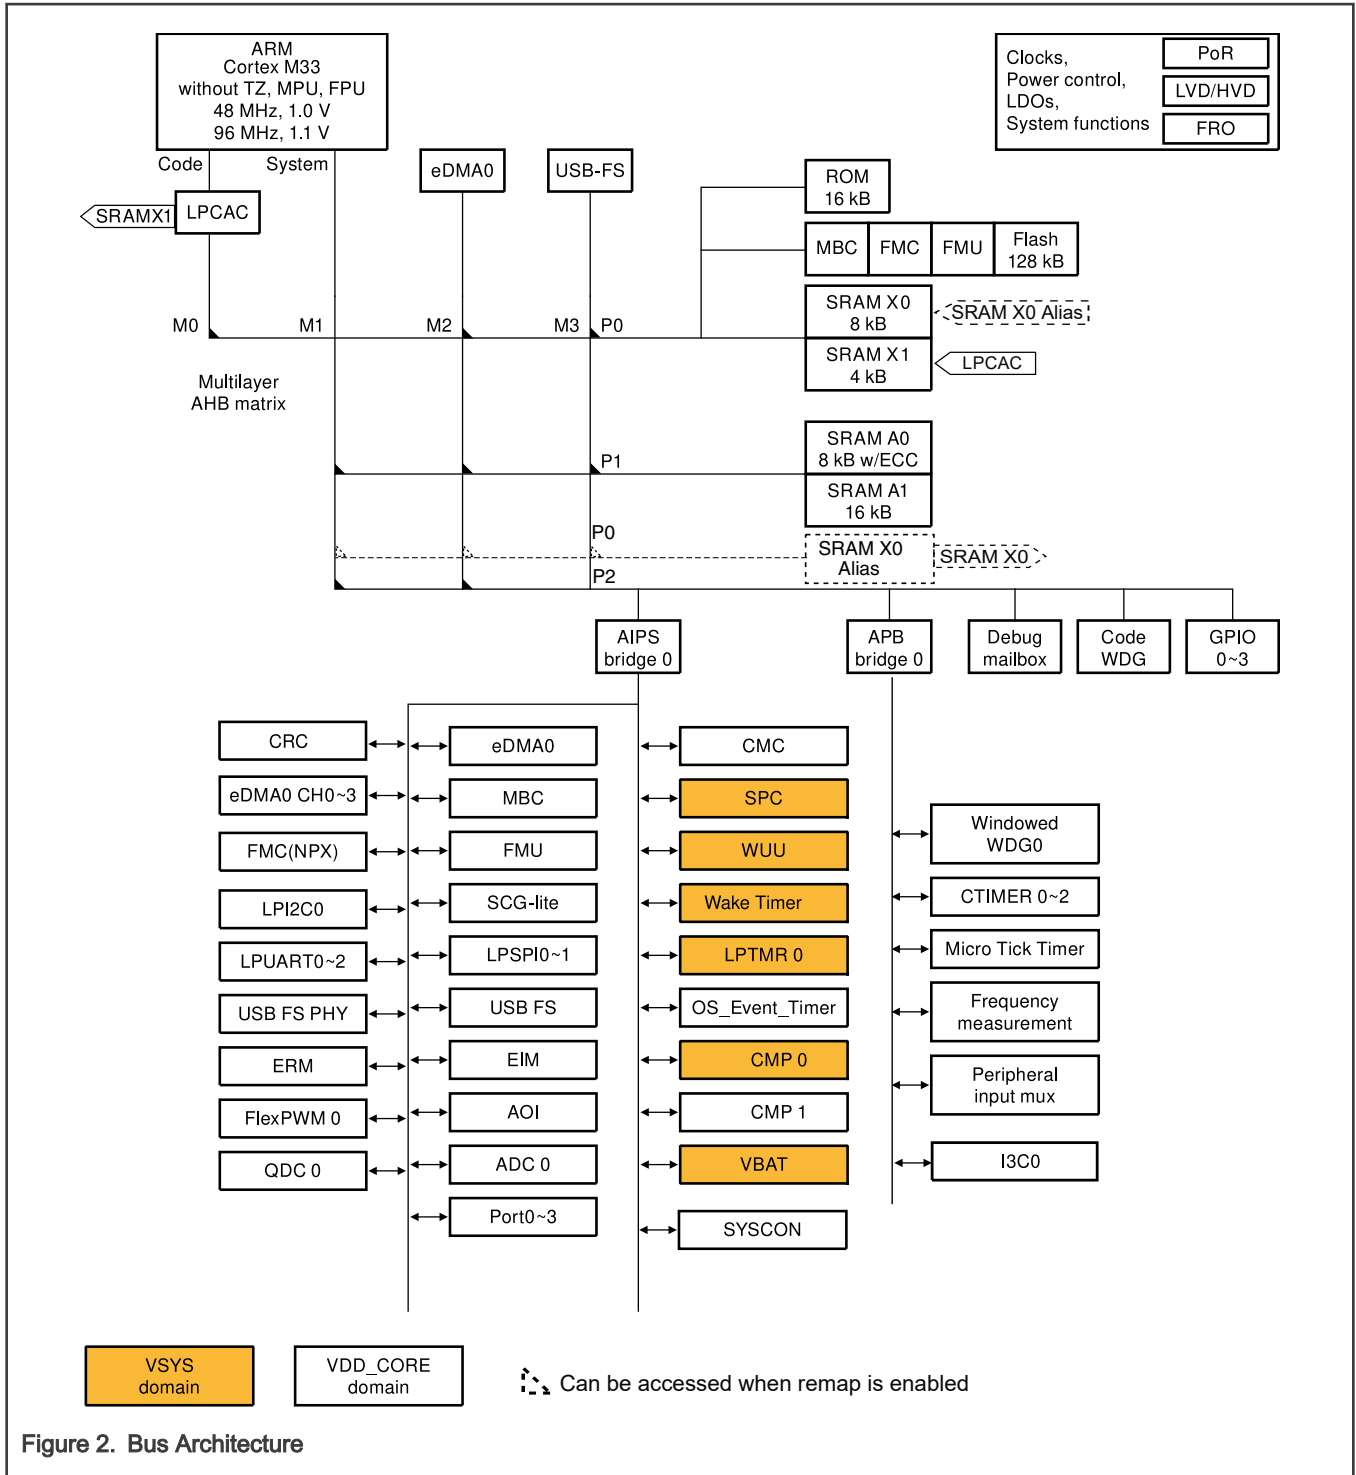 ARM
Cortex M33
without TZ, MPU, FPU
48 MHz, 1.0 V
96 MHz, 1.1 V
Clocks,
Power control,
LDOs,
System functions
PoR
LVD/HVD
FRO
Code
System
eDMA0
USB-FS
SRAMX1
LPCAC
ROM
16 kB
MBC
FMC
FMU
Flash
128 kB
SRAM X0
8 kB
SRAM X0 Alias
M0
M1
M2
M3
P0
SRAM X1
4 kB
LPCAC
Multilayer
AHB matrix
SRAM A0
8 kB w/ECC
P1
SRAM A1
16 kB
P0
SRAM X0
Alias
SRAM X0
P2
AIPS
bridge 0
APB
bridge 0
Debug
mailbox
Code
WDG
GPIO
0~3
CRC
eDMA0
CMC
eDMA0 CH0~3
MBC
SPC
Windowed
WDG0
FMC(NPX)
FMU
WUU
LPI2C0
SCG-lite
Wake Timer
CTIMER 0~2
LPUART0~2
LPSPI0~1
LPTMR 0
Micro Tick Timer
USB FS PHY
USB FS
OS_Event_Timer
Frequency
measurement
ERM
EIM
CMP 0
Peripheral
input mux
FlexPWM 0
AOI
CMP 1
QDC 0
ADC 0
VBAT
I3C0
Port0~3
SYSCON
VSYS
domain
VDD_CORE
domain
Can be accessed when remap is enabled
Figure 2. Bus Architecture